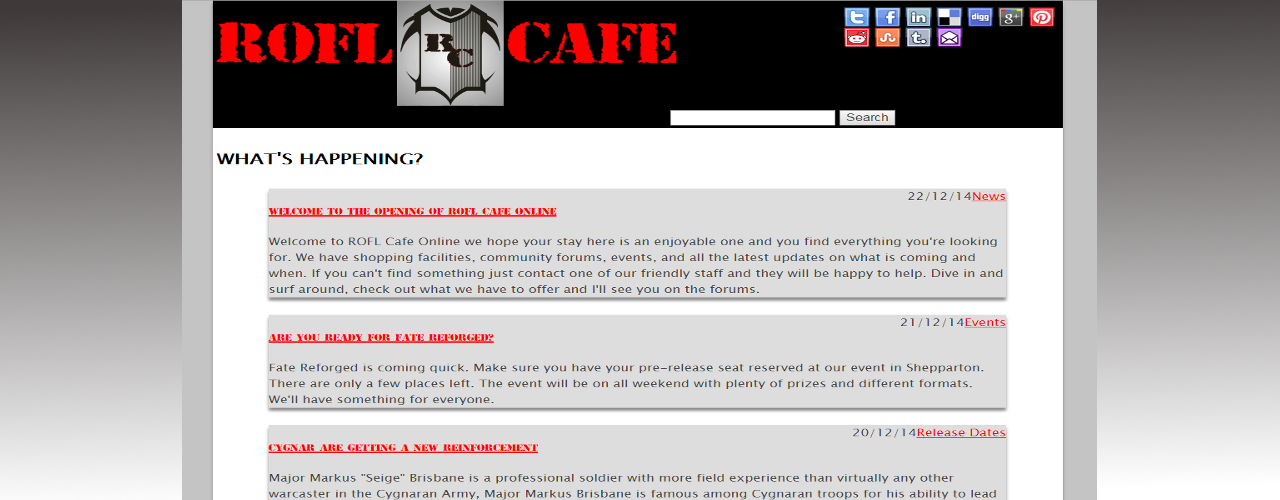 ROFL RC CAFE
in digg g+
t.
Search
WHAT'S HAPPENING?
22/12/14News
WELCOME TO THE OPENING OF ROFL CAFE ONLINE
Welcome to ROFL Cafe Online we hope your stay here is an enjoyable one and you find everything you're looking
for. We have shopping facilities, community forums, events, and all the latest updates on what is coming and
when. If you can't find something just contact one of our friendly staff and they will be happy to help. Dive in and
surf around, check out what we have to offer and I'll see you on the forums.
21/12/14Events
ARE YOU READY FOR FATE REFORGED?
Fate Reforged is coming quick. Make sure you have your pre-release seat reserved at our event in Shepparton.
There are only a few places left. The event will be on all weekend with plenty of prizes and different formats.
We'll have something for everyone.
20/12/14Release Dates
CYGNAR ARE GETTING A NEW REINFORCEMENT
Major Markus "Seige" Brisbane is a professional soldier with more field experience than virtually any other
warcaster in the Cygnaran Army, Major Markus Brisbane is famous among Cygnaran troops for his ability to lead